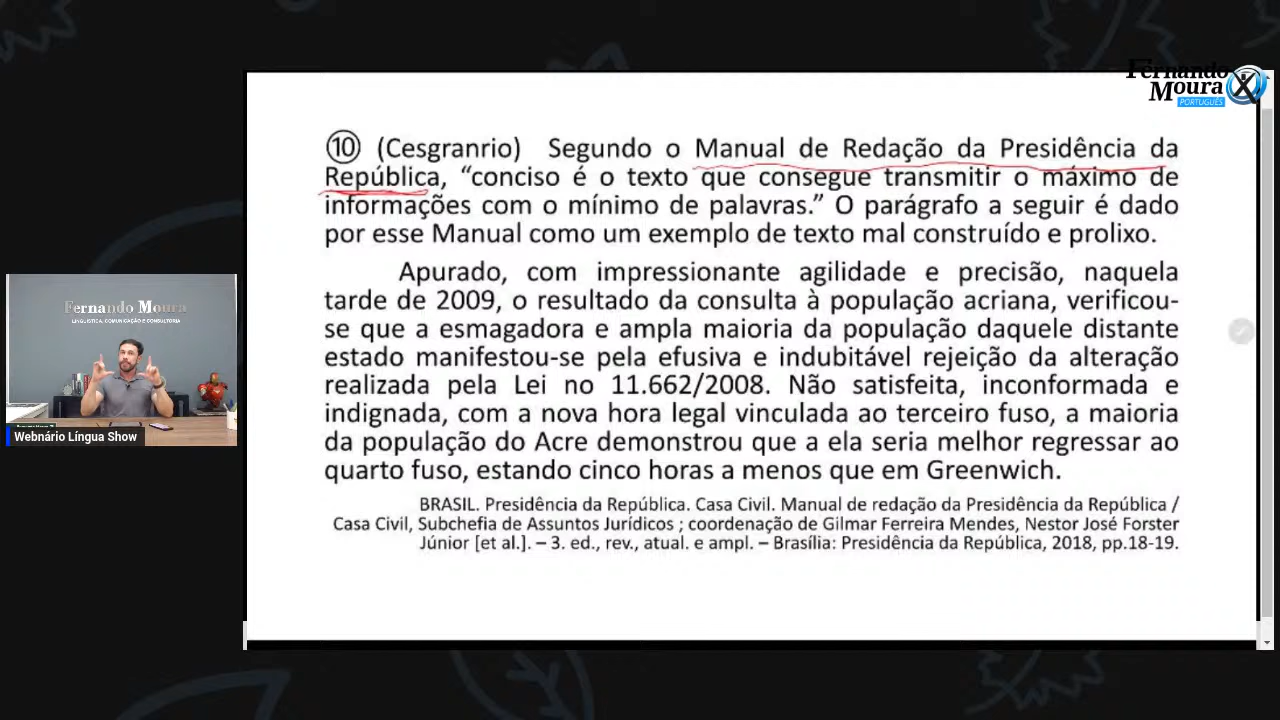 Fernando
Moura
PORTUGUÊS
⑩ (Cesgranrio) Segundo o Manual de Redação da Presidência da
República, “conciso é o texto que consegue transmitir o máximo de
informações com o mínimo de palavras.” O parágrafo a seguir é dado
por esse Manual como um exemplo de texto mal construído e prolixo.
Apurado, com impressionante agilidade e precisão, naquela
tarde de 2009, o resultado da consulta à população acriana, verificou-
se que a esmagadora e ampla maioria da população daquele distante
estado manifestou-se pela efusiva e indubitável rejeição da alteração
realizada pela Lei no 11.662/2008. Não satisfeita, inconformada e
indignada, com a nova hora legal vinculada ao terceiro fuso, a maioria
da população do Acre demonstrou que a ela seria melhor regressar ao
quarto fuso, estando cinco horas a menos que em Greenwich.
BRASIL. Presidência da República. Casa Civil. Manual de redação da Presidência da República /
Casa Civil, Subchefia de Assuntos Jurídicos ; coordenação de Gilmar Ferreira Mendes, Nestor José Forster
Júnior [et al.]. – 3. ed., rev., atual. e ampl. – Brasília: Presidência da República, 2018, pp.18-19.
Fernando Moura
LINGUÍSTICA, COMUNICAÇÃO E CONSULTORIA
Webnário Língua Show